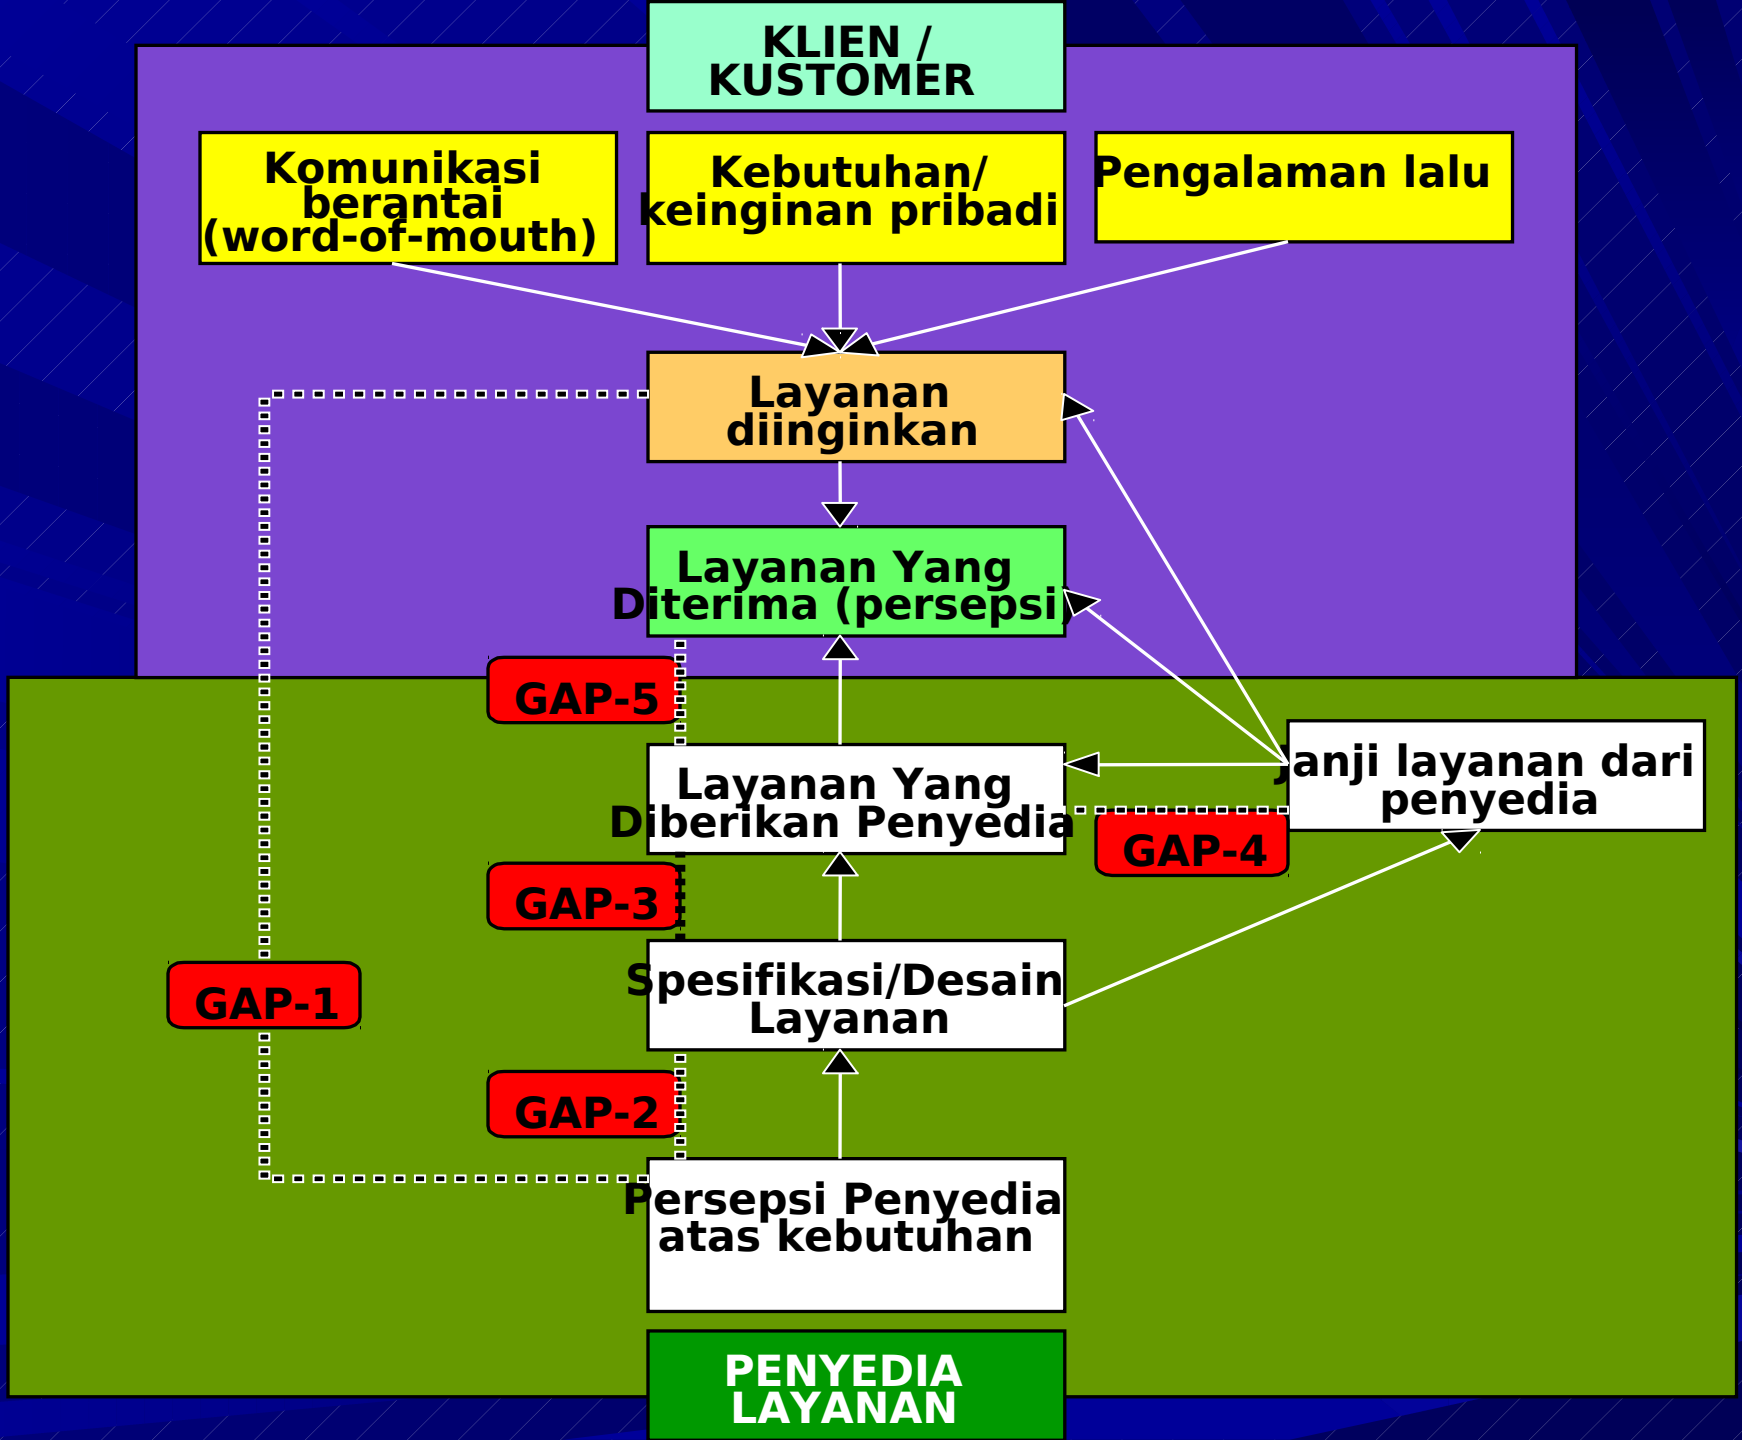 KLIEN /
KUSTOMER
Komunikasi
berantai
(word-of-mouth)
Kebutuhan/
keinginan pribadi
Pengalaman lalu
Layanan
diinginkan
Layanan Yang
Diterima (persepsi)
GAP-5
Layanan Yang
Diberikan Penyedia
Janji layanan dari
penyedia
GAP-4
GAP-3
Spesifikasi/Desain
Layanan
GAP-1
GAP-2
Persepsi Penyedia
atas kebutuhan
PENYEDIA
LAYANAN